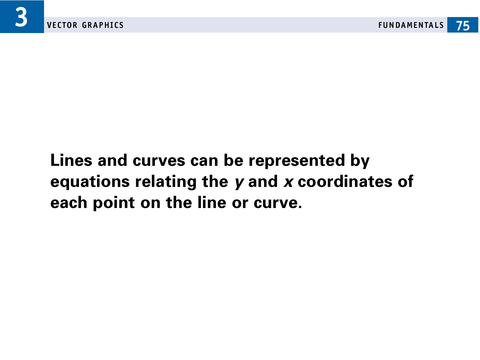 3
VECTOR GRAPHICS FUNDAMENTALS 75
Lines and curves can be represented by
equations relating the y and x coordinates of
each point on the line or curve.